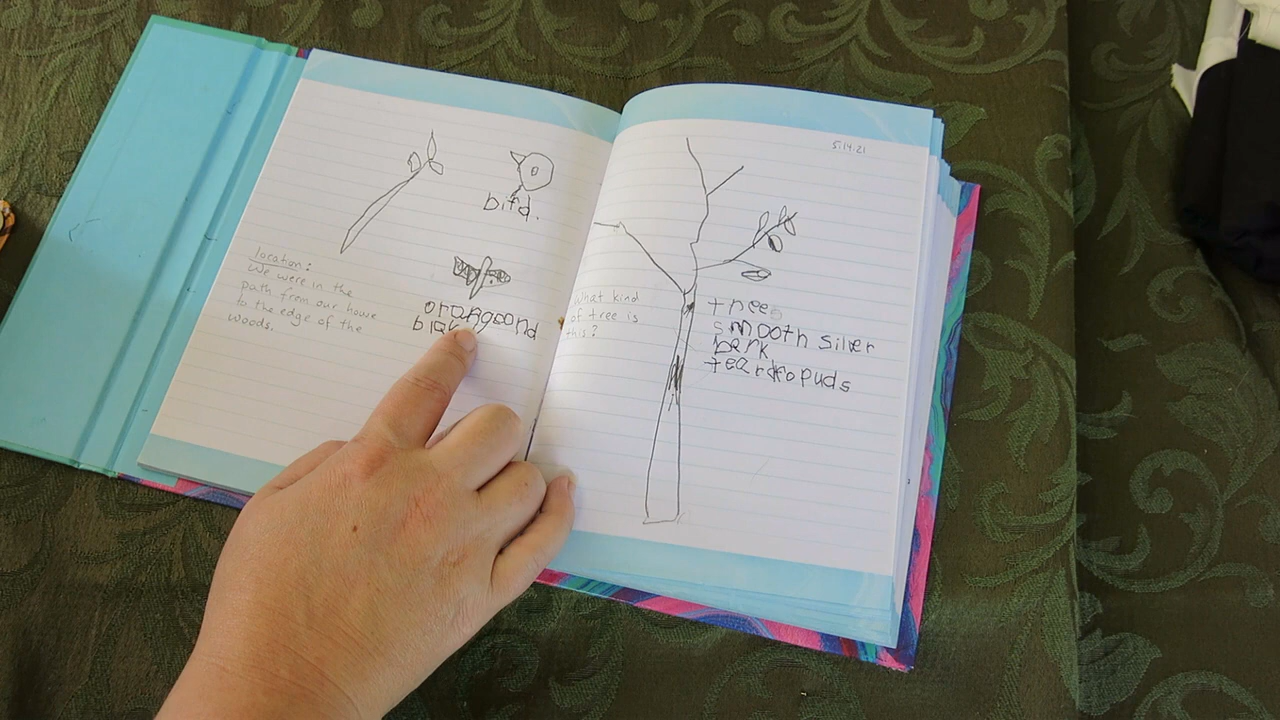 bird.
location:
We were in the
path from our house
to the edge of the
woods.
orangeand
5.14.21
What kind
of tree is
this?
tree
smooth silver
berk
teardropuds